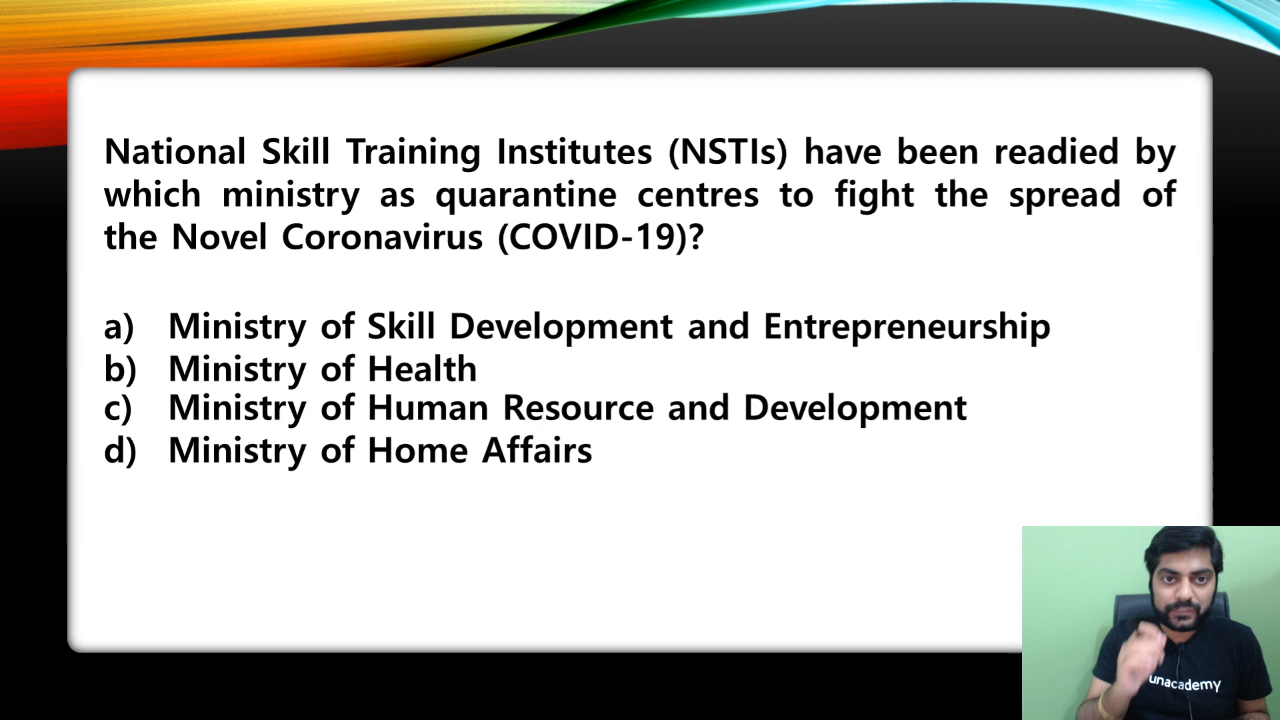 National Skill Training Institutes (NSTIs) have been readied by
which ministry as quarantine centres to fight the spread of
the Novel Coronavirus (COVID-19)?
a) Ministry of Skill Development and Entrepreneurship
b) Ministry of Health
c) Ministry of Human Resource and Development
d) Ministry of Home Affairs
unacademy